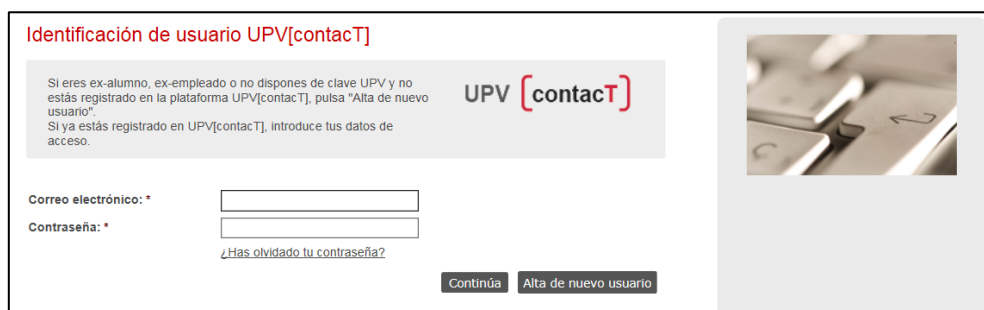 Identificación de usuario UPV[contacT]
Si eres ex-alumno, ex-empleado o no dispones de clave UPV y no
estás registrado en la plataforma UPV[contacT], pulsa "Alta de nuevo
usuario".
Si ya estás registrado en UPV[contacT], introduce tus datos de
acceso.
UPV [contacT]
Correo electrónico: *
Contraseña: *
¿Has olvidado tu contraseña?
Continúa Alta de nuevo usuario